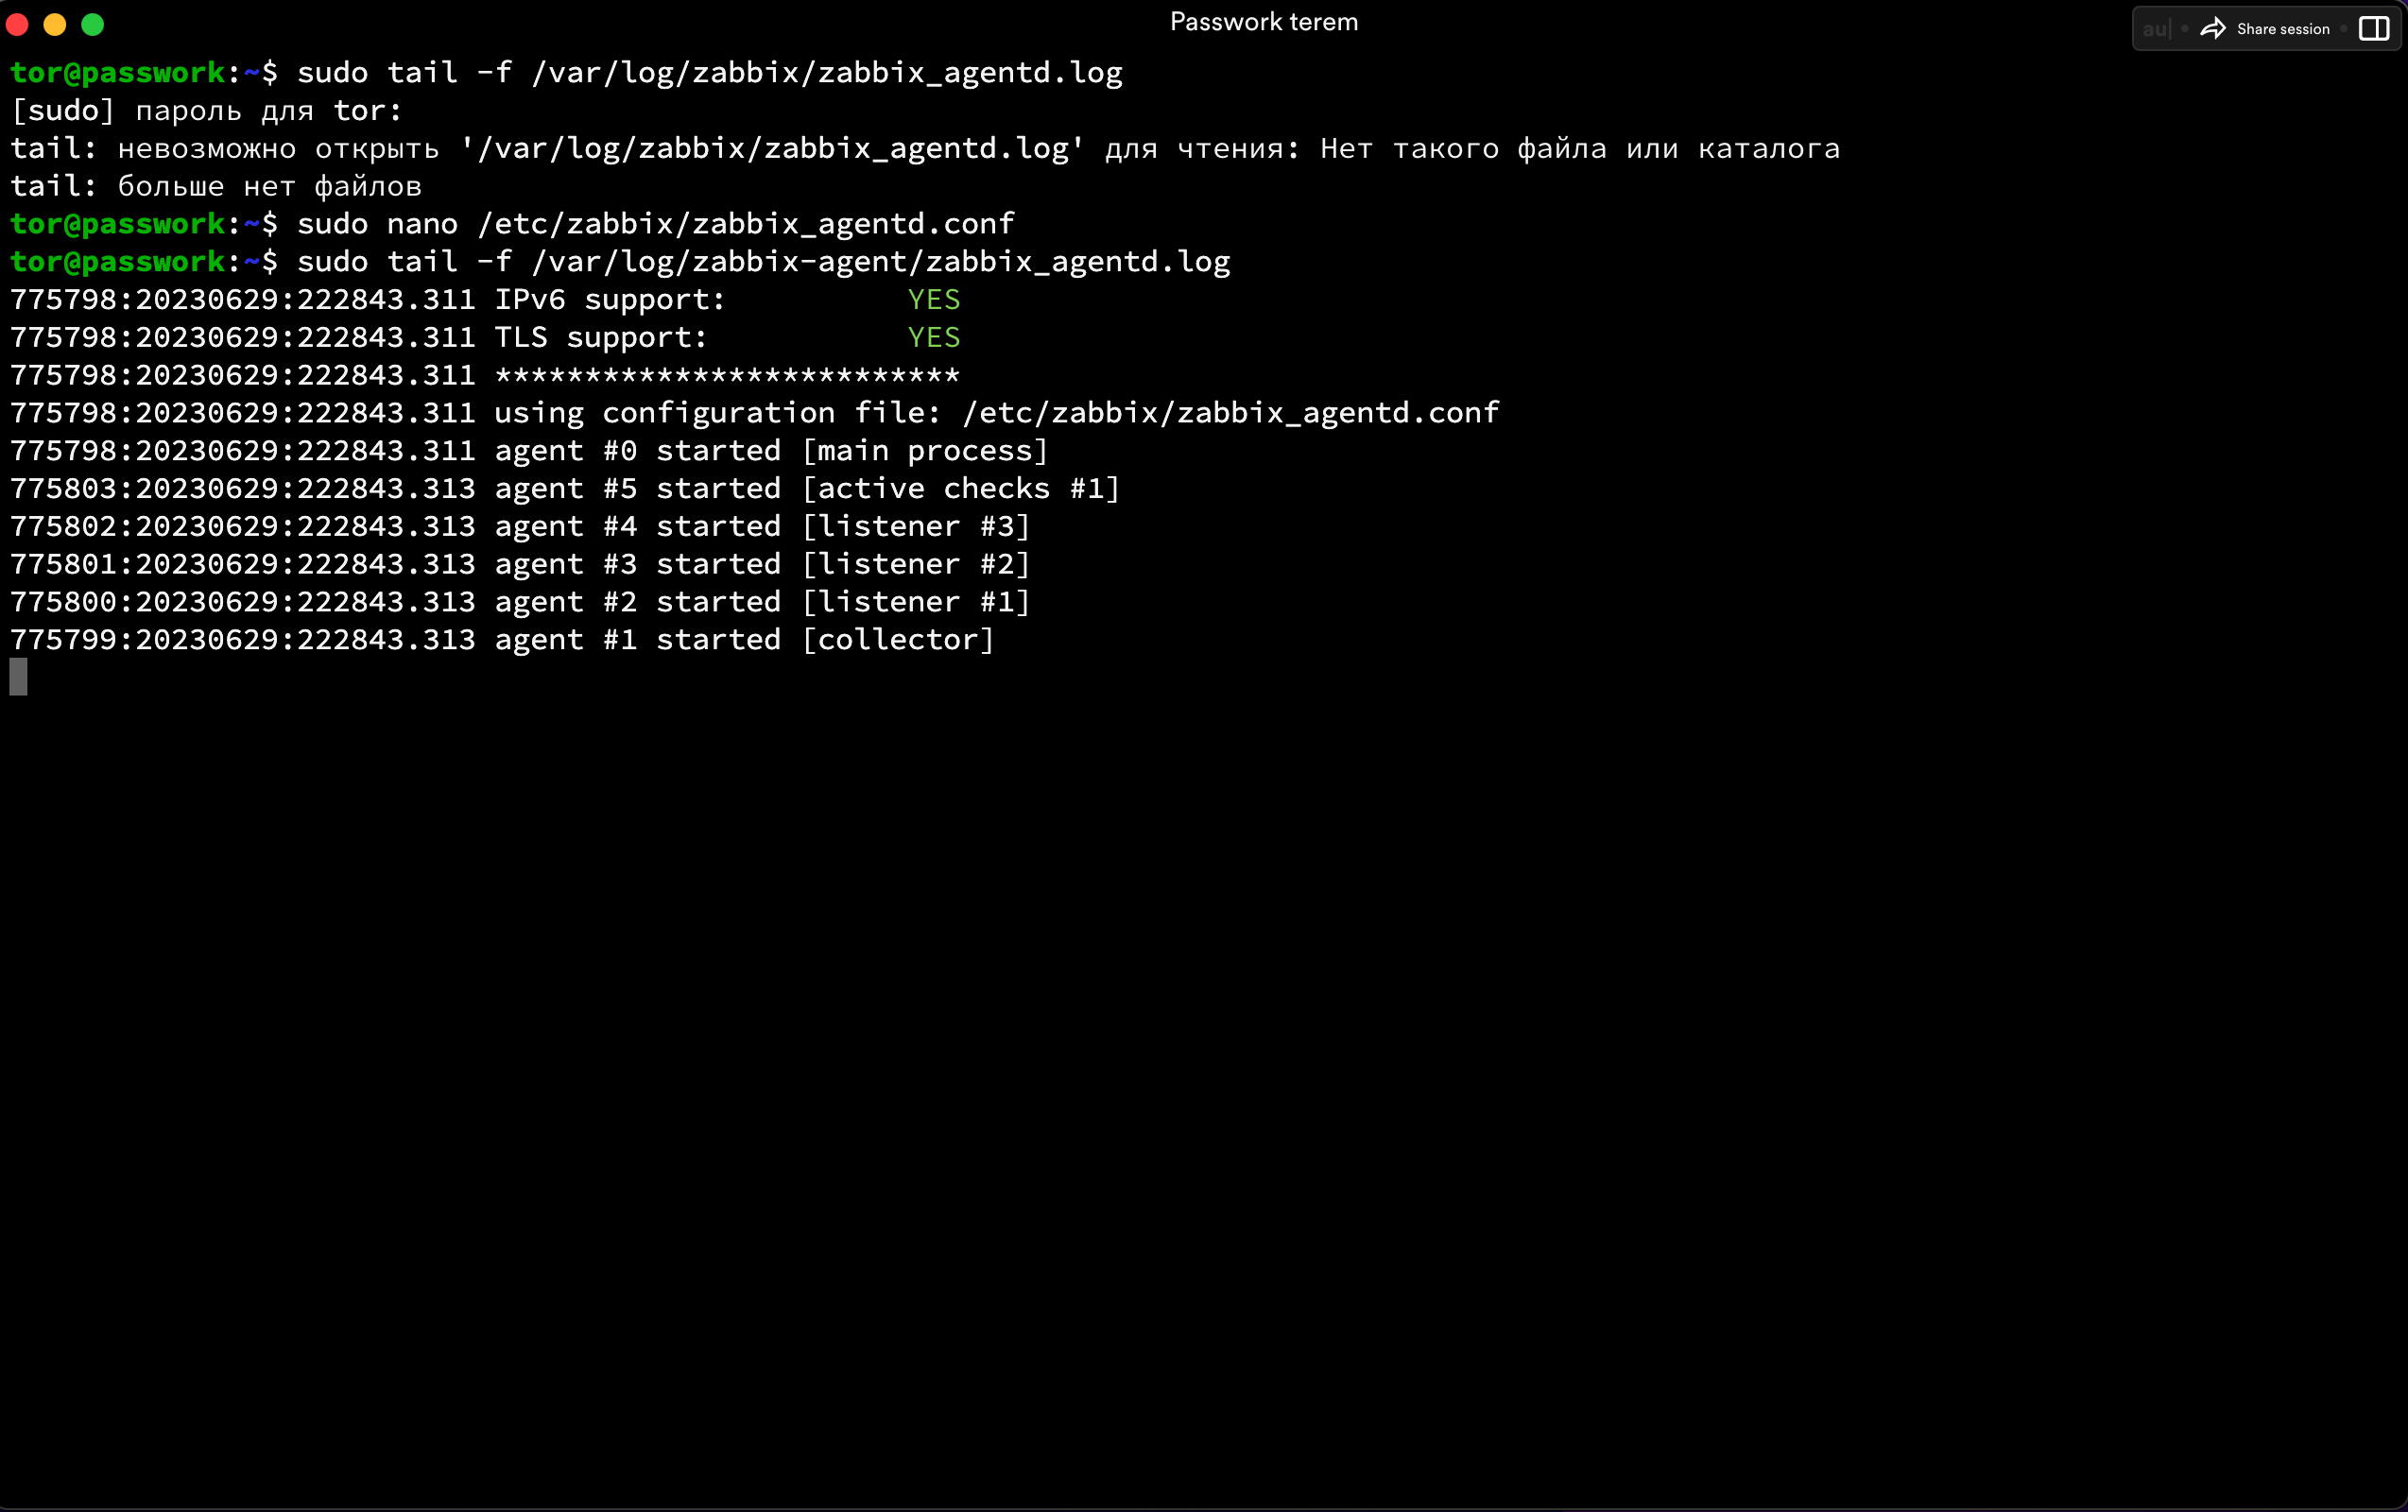 Passwork terem
au
Share session
tor@passwork:~$ sudo tail -f /var/log/zabbix/zabbix_agentd.log
[sudo] пароль для tor:
tail: невозможно открыть '/var/log/zabbix/zabbix_agentd.log' для чтения: Нет такого файла или каталога
tail: больше нет файлов
tor@passwork:~$ sudo nano /etc/zabbix/zabbix_agentd.conf
tor@passwork:~$ sudo tail -f /var/log/zabbix-agent/zabbix_agentd.log
775798:20230629:222843.311 IPv6 support:          YES
775798:20230629:222843.311 TLS support:           YES
775798:20230629:222843.311 **************************
775798:20230629:222843.311 using configuration file: /etc/zabbix/zabbix_agentd.conf
775798:20230629:222843.311 agent #0 started [main process]
775803:20230629:222843.313 agent #5 started [active checks #1]
775802:20230629:222843.313 agent #4 started [listener #3]
775801:20230629:222843.313 agent #3 started [listener #2]
775800:20230629:222843.313 agent #2 started [listener #1]
775799:20230629:222843.313 agent #1 started [collector]